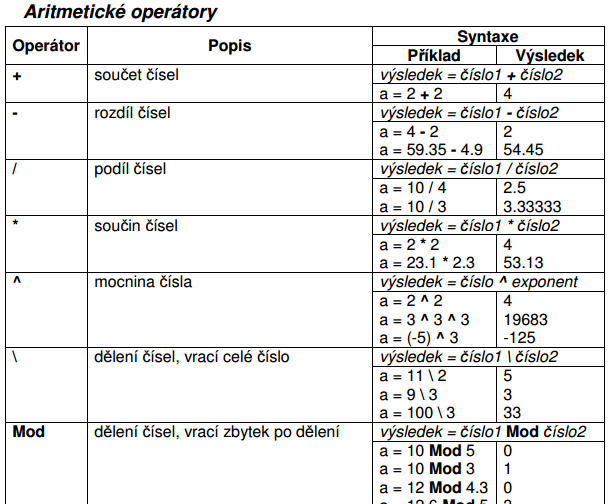 Aritmetické operátory
Operátor Popis Syntaxe
Příklad Výsledek
+ součet čísel výsledek = číslo1 + číslo2
a = 2 + 2 4
- rozdíl čísel výsledek = číslo1 - číslo2
a = 4 - 2 2
a = 59.35 - 4.9 54.45
/ podíl čísel výsledek = číslo1 / číslo2
a = 10 / 4 2.5
a = 10 / 3 3.33333
* součin čísel výsledek = číslo1 * číslo2
a = 2 * 2 4
a = 23.1 * 2.3 53.13
^ mocnina čísla výsledek = číslo ^ exponent
a = 2 ^ 2 4
a = 3 ^ 3 ^ 3 19683
a = (-5) ^ 3 -125
\ dělení čísel, vrací celé číslo výsledek = číslo1 \ číslo2
a = 11 \ 2 5
a = 9 \ 3 3
a = 100 \ 3 33
Mod dělení čísel, vrací zbytek po dělení výsledek = číslo1 Mod číslo2
a = 10 Mod 5 0
a = 10 Mod 3 1
a = 12 Mod 4.3 0